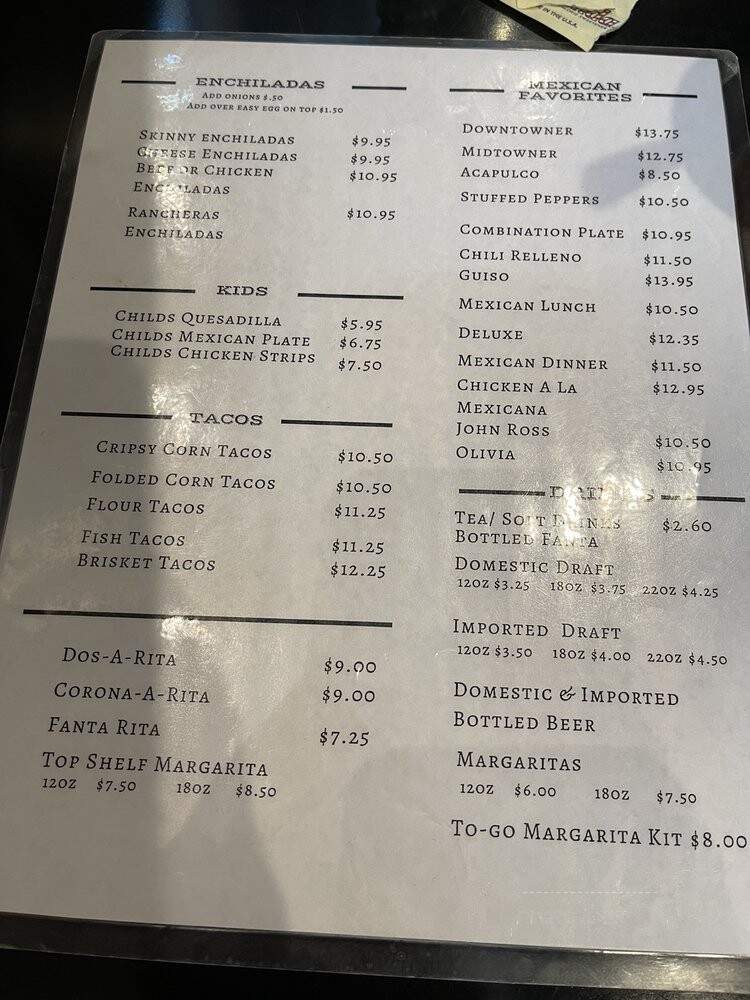 E IN THE U.S.A.
ENCHILADAS
ADD ONIONS $.50
ADD OVER EASY EGG ON TOP $1.50
SKINNY ENCHILADAS $9.95
CHEESE ENCHILADAS $9.95
BEEF OR CHICKEN $10.95
ENCHILADAS
RANCHERAS $10.95
ENCHILADAS
KIDS
CHILDS QUESADILLA $5.95
CHILDS MEXICAN PLATE $6.75
CHILDS CHICKEN STRIPS $7.50
TACOS
CRIPSY CORN TACOS $10.50
FOLDED CORN TACOS $10.50
FLOUR TACOS $11.25
FISH TACOS $11.25
BRISKET TACOS $12.25
DOS-A-RITA $9.00
CORONA-A-RITA $9.00
FANTA RITA $7.25
TOP SHELF MARGARITA
12OZ $7.50 18OZ $8.50
MEXICAN
FAVORITES
DOWNTOWNER $13.75
MIDTOWNER $12.75
ACAPULCO $8.50
STUFFED PEPPERS $10.50
COMBINATION PLATE $10.95
CHILI RELLENO $11.50
GUISO $13.95
MEXICAN LUNCH $10.50
DELUXE $12.35
MEXICAN DINNER $11.50
CHICKEN A LA $12.95
MEXICANA
JOHN ROSS $10.50
OLIVIA $10.95
DRINKS
TEA/ SOFT DRINKS $2.60
BOTTLED FANTA
DOMESTIC DRAFT
12OZ $3.25 18OZ $3.75 22OZ $4.25
IMPORTED DRAFT
12OZ $3.50 18OZ $4.00 22OZ $4.50
DOMESTIC & IMPORTED
BOTTLED BEER
MARGARITAS
12OZ $6.00 18OZ $7.50
TO-GO MARGARITA KIT $8.00